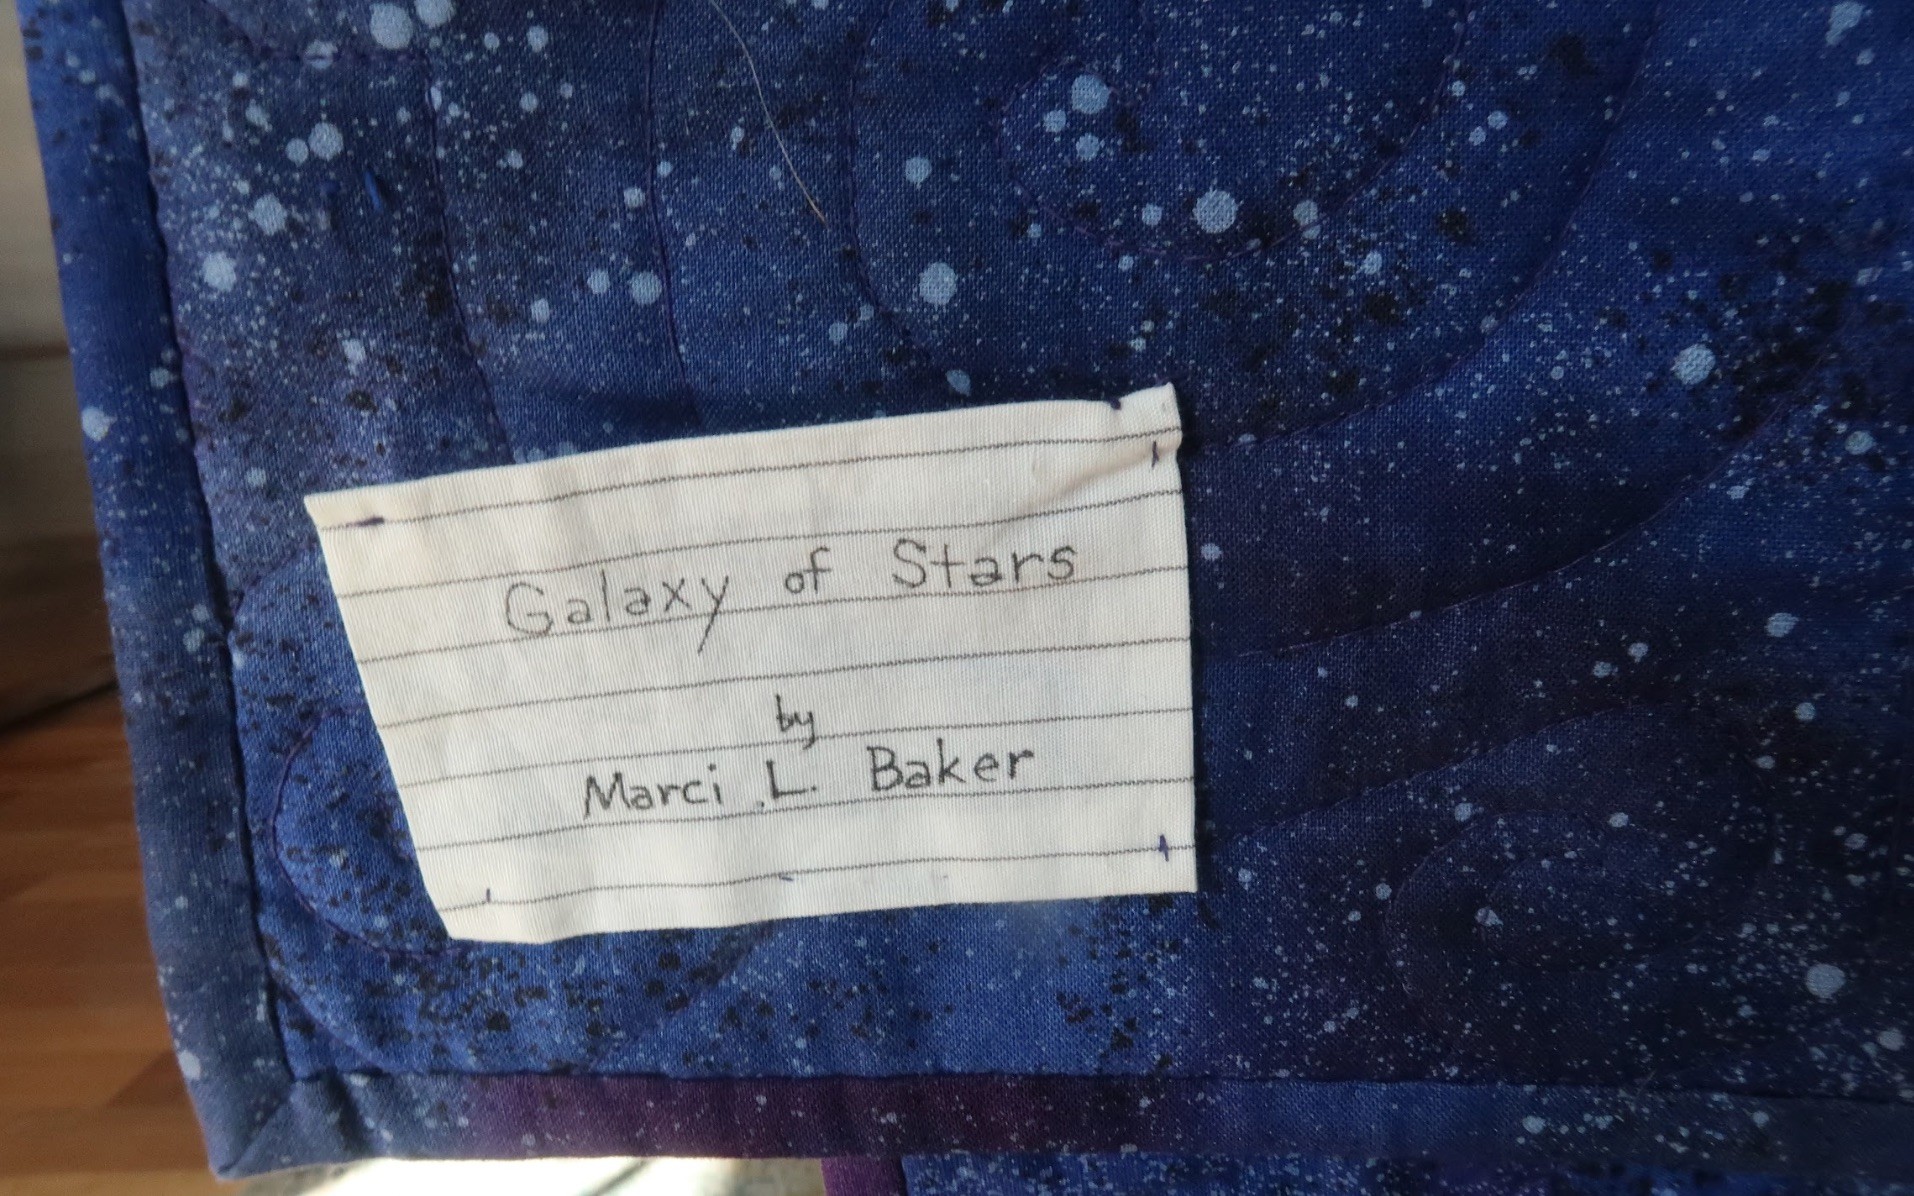 Galaxy of Stars
by
Marci L. Baker